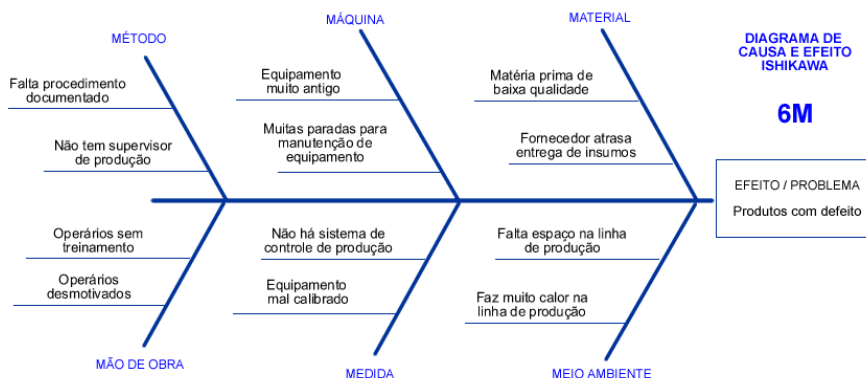 MÉTODO
Falta procedimento
documentado
Não tem supervisor
de produção
MÁQUINA
Equipamento
muito antigo
Muitas paradas para
manutenção de
equipamento
MATERIAL
Matéria prima de
baixa qualidade
Fornecedor atrasa
entrega de insumos
DIAGRAMA DE
CAUSA E EFEITO
ISHIKAWA
6M
EFEITO / PROBLEMA
Produtos com defeito
Operários sem
treinamento
Operários
desmotivados
MÃO DE OBRA
Não há sistema de
controle de produção
Equipamento
mal calibrado
MEDIDA
Falta espaço na linha
de produção
Faz muito calor na
linha de produção
MEIO AMBIENTE